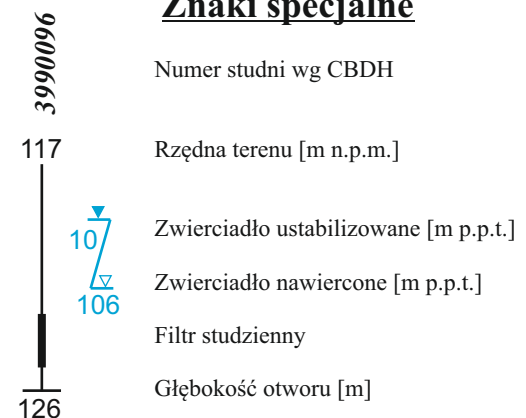 Znaki specjalne
3990096
Numer studni wg CBDH
117
Rzędna terenu [m n.p.m.]
10
Zwierciadło ustabilizowane [m p.p.t.]
Zwierciadło nawiercone [m p.p.t.]
106
Filtr studzienny
Głębokość otworu [m]
126